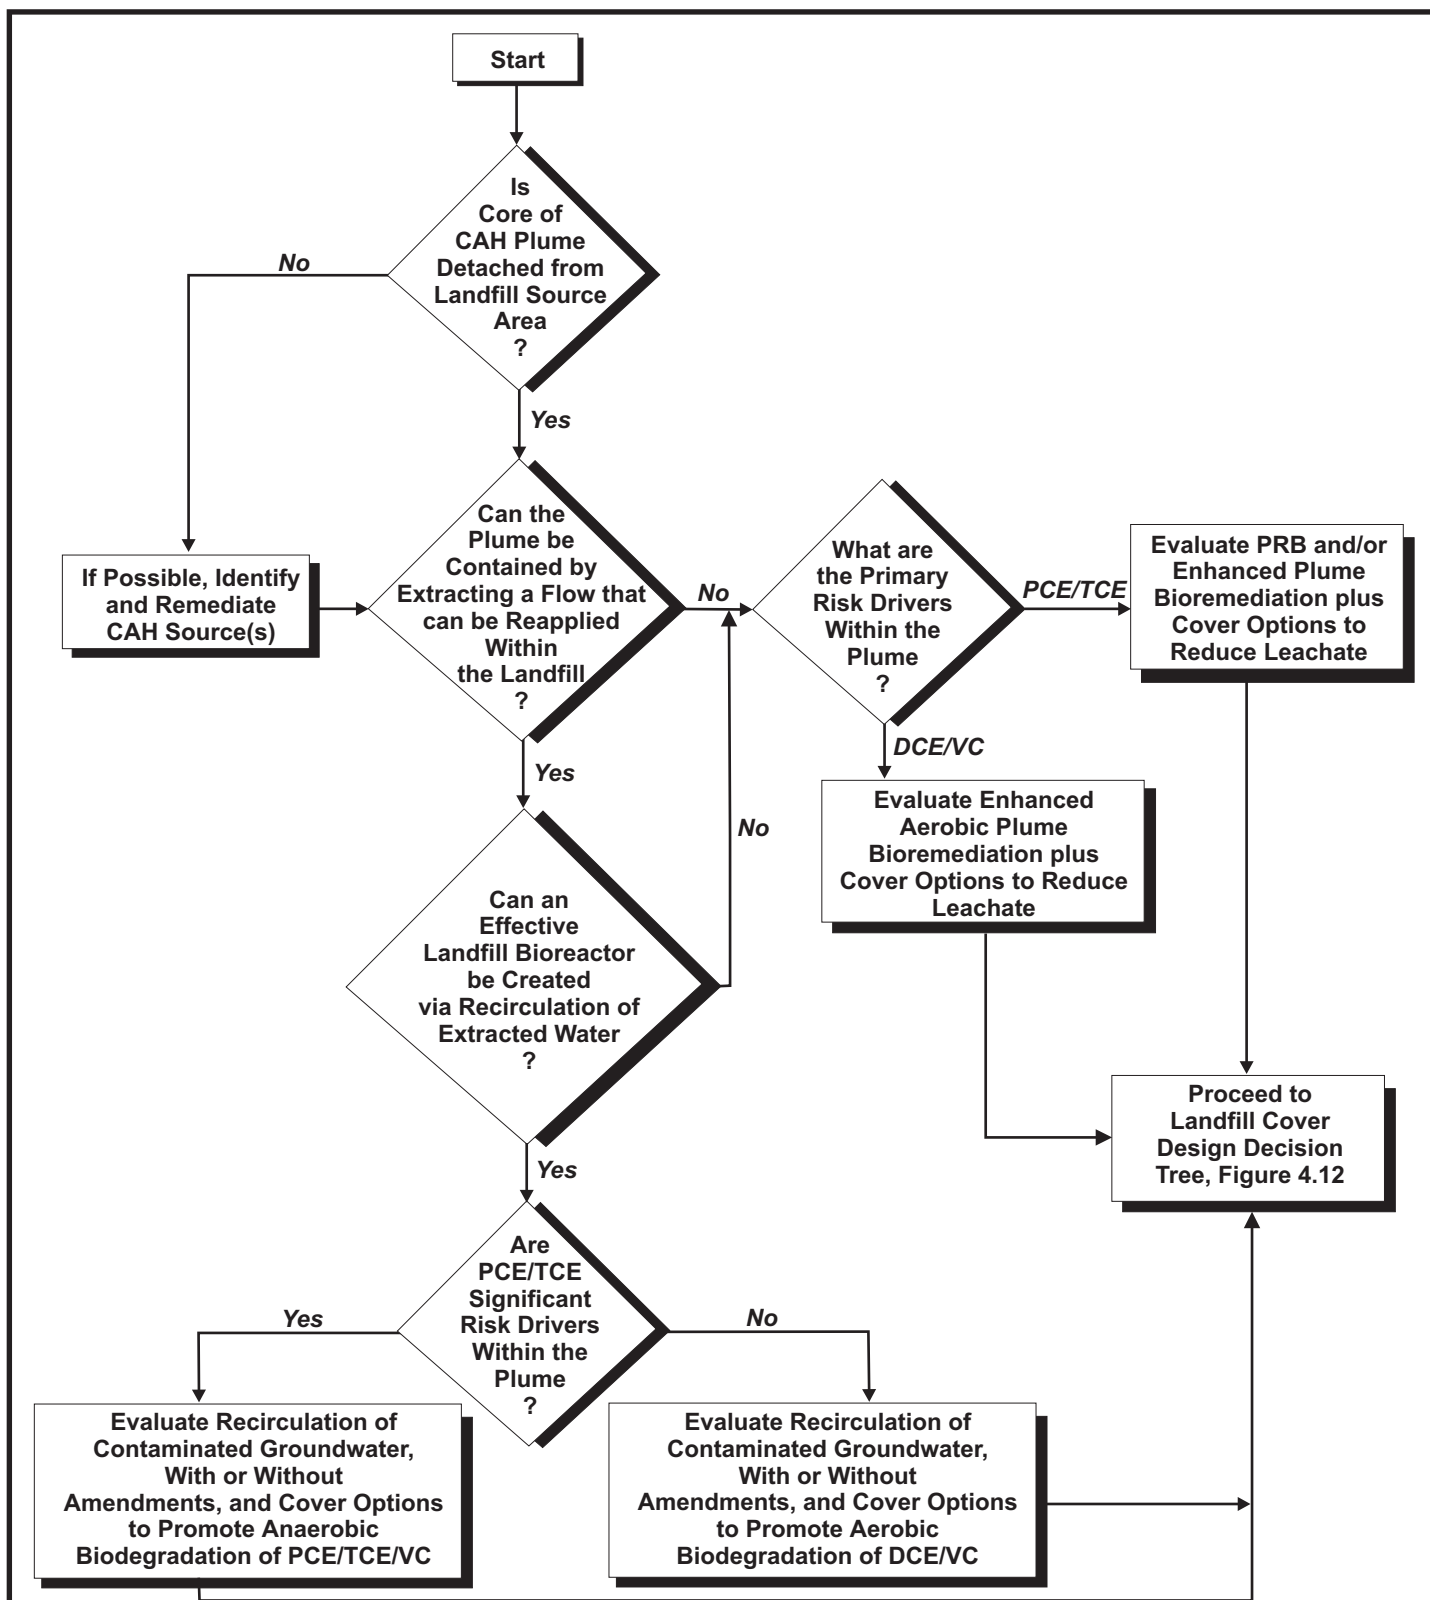 Start
Is
Core of
CAH Plume
Detached from
Landfill Source
Area
?
No
Yes
If Possible, Identify
and Remediate
CAH Source(s)
Can the
Plume be
Contained by
Extracting a Flow that
can be Reapplied
Within
the Landfill
?
No
Yes
What are
the Primary
Risk Drivers
Within the
Plume
?
PCE/TCE
DCE/VC
Evaluate PRB and/or
Enhanced Plume
Bioremediation plus
Cover Options to
Reduce Leachate
Evaluate Enhanced
Aerobic Plume
Bioremediation plus
Cover Options to Reduce
Leachate
Can an
Effective
Landfill Bioreactor
be Created
via Recirculation of
Extracted Water
?
No
Yes
Proceed to
Landfill Cover
Design Decision
Tree, Figure 4.12
Are
PCE/TCE
Significant
Risk Drivers
Within the
Plume
?
Yes
No
Evaluate Recirculation of
Contaminated Groundwater,
With or Without
Amendments, and Cover Options
to Promote Anaerobic
Biodegradation of PCE/TCE/VC
Evaluate Recirculation of
Contaminated Groundwater,
With or Without
Amendments, and Cover Options
to Promote Aerobic
Biodegradation of DCE/VC